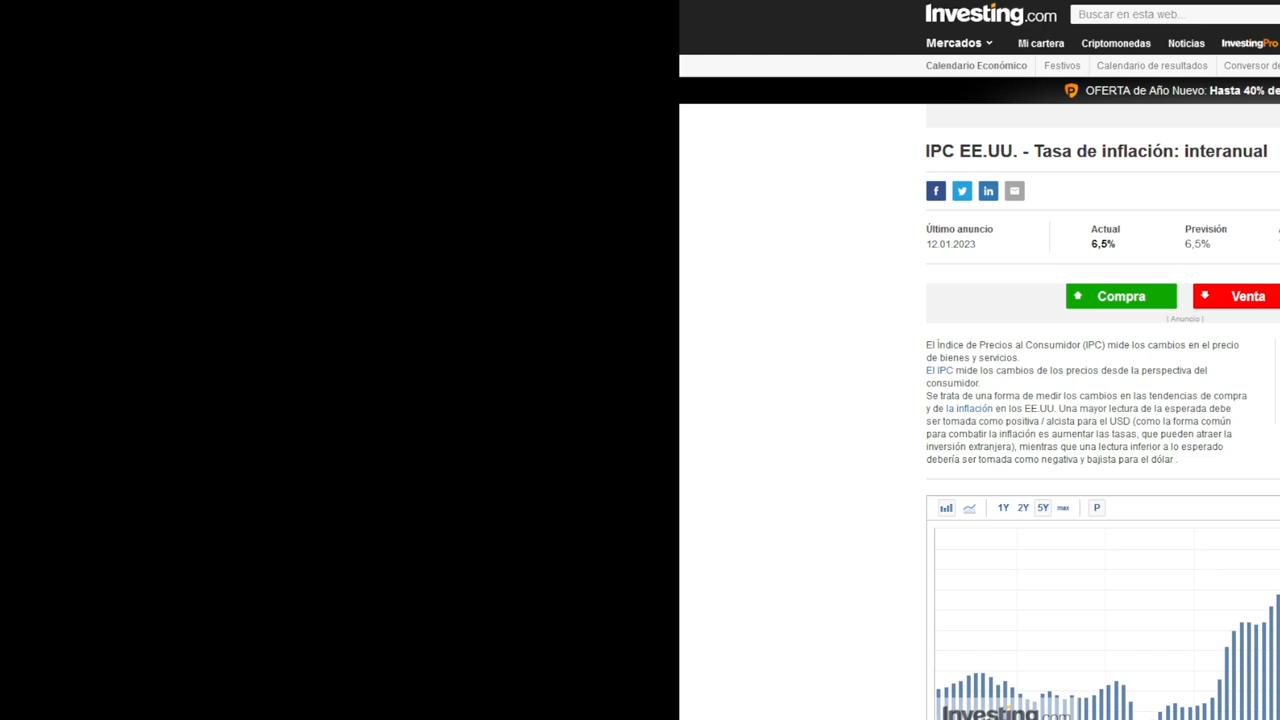 Investing.com
Buscar en esta web...
Mercados Mi cartera Criptomonedas Noticias InvestingPro
Calendario Económico Festivos Calendario de resultados Conversor de
OFERTA de Año Nuevo: Hasta 40% de
IPC EE.UU. - Tasa de inflación: interanual
Último anuncio
12.01.2023
Actual
6,5%
Previsión
6,5%
Compra
Venta
| Anuncio |
El Índice de Precios al Consumidor (IPC) mide los cambios en el precio
de bienes y servicios.
El IPC mide los cambios de los precios desde la perspectiva del
consumidor.
Se trata de una forma de medir los cambios en las tendencias de compra
y de la inflación en los EE.UU. Una mayor lectura de la esperada debe
ser tomada como positiva / alcista para el USD (como la forma común
para combatir la inflación es aumentar las tasas, que pueden atraer la
inversión extranjera), mientras que una lectura inferior a lo esperado
debería ser tomada como negativa y bajista para el dólar .
1Y 2Y 5Y max P
Investing.com